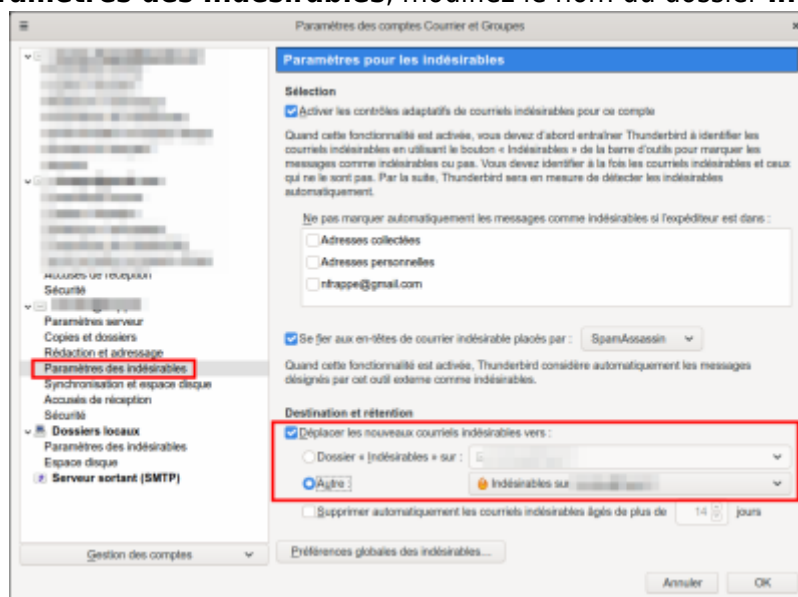 Paramètres des comptes Courrier et Groupes
Accusés de réception
Sécurité
Paramètres serveur
Copies et dossiers
Rédaction et adressage
Paramètres des indésirables
Synchronisation et espace disque
Accusés de réception
Sécurité
Dossiers locaux
Paramètres des indésirables
Espace disque
Serveur sortant (SMTP)
Gestion des comptes
Paramètres pour les indésirables
Sélection
Activer les contrôles adaptatifs de courriels indésirables pour ce compte
Quand cette fonctionnalité est activée, vous devez d'abord entraîner Thunderbird à identifier les
courriels indésirables en utilisant le bouton « Indésirables » de la barre d'outils pour marquer les
messages comme indésirables ou pas. Vous devez identifier à la fois les courriels indésirables et ceux
qui ne le sont pas. Par la suite, Thunderbird sera en mesure de détecter les indésirables
automatiquement.
Ne pas marquer automatiquement les messages comme indésirables si l'expéditeur est dans :
Adresses collectées
Adresses personnelles
nfrappe@gmail.com
Se fier aux en-têtes de courrier indésirable placés par : SpamAssassin
Quand cette fonctionnalité est activée, Thunderbird considère automatiquement les messages
désignés par cet outil externe comme indésirables.
Destination et rétention
Déplacer les nouveaux courriels indésirables vers :
Dossier « Indésirables » sur :
Autre : Indésirables sur
Supprimer automatiquement les courriels indésirables âgés de plus de 14 jours
Préférences globales des indésirables...
Annuler OK